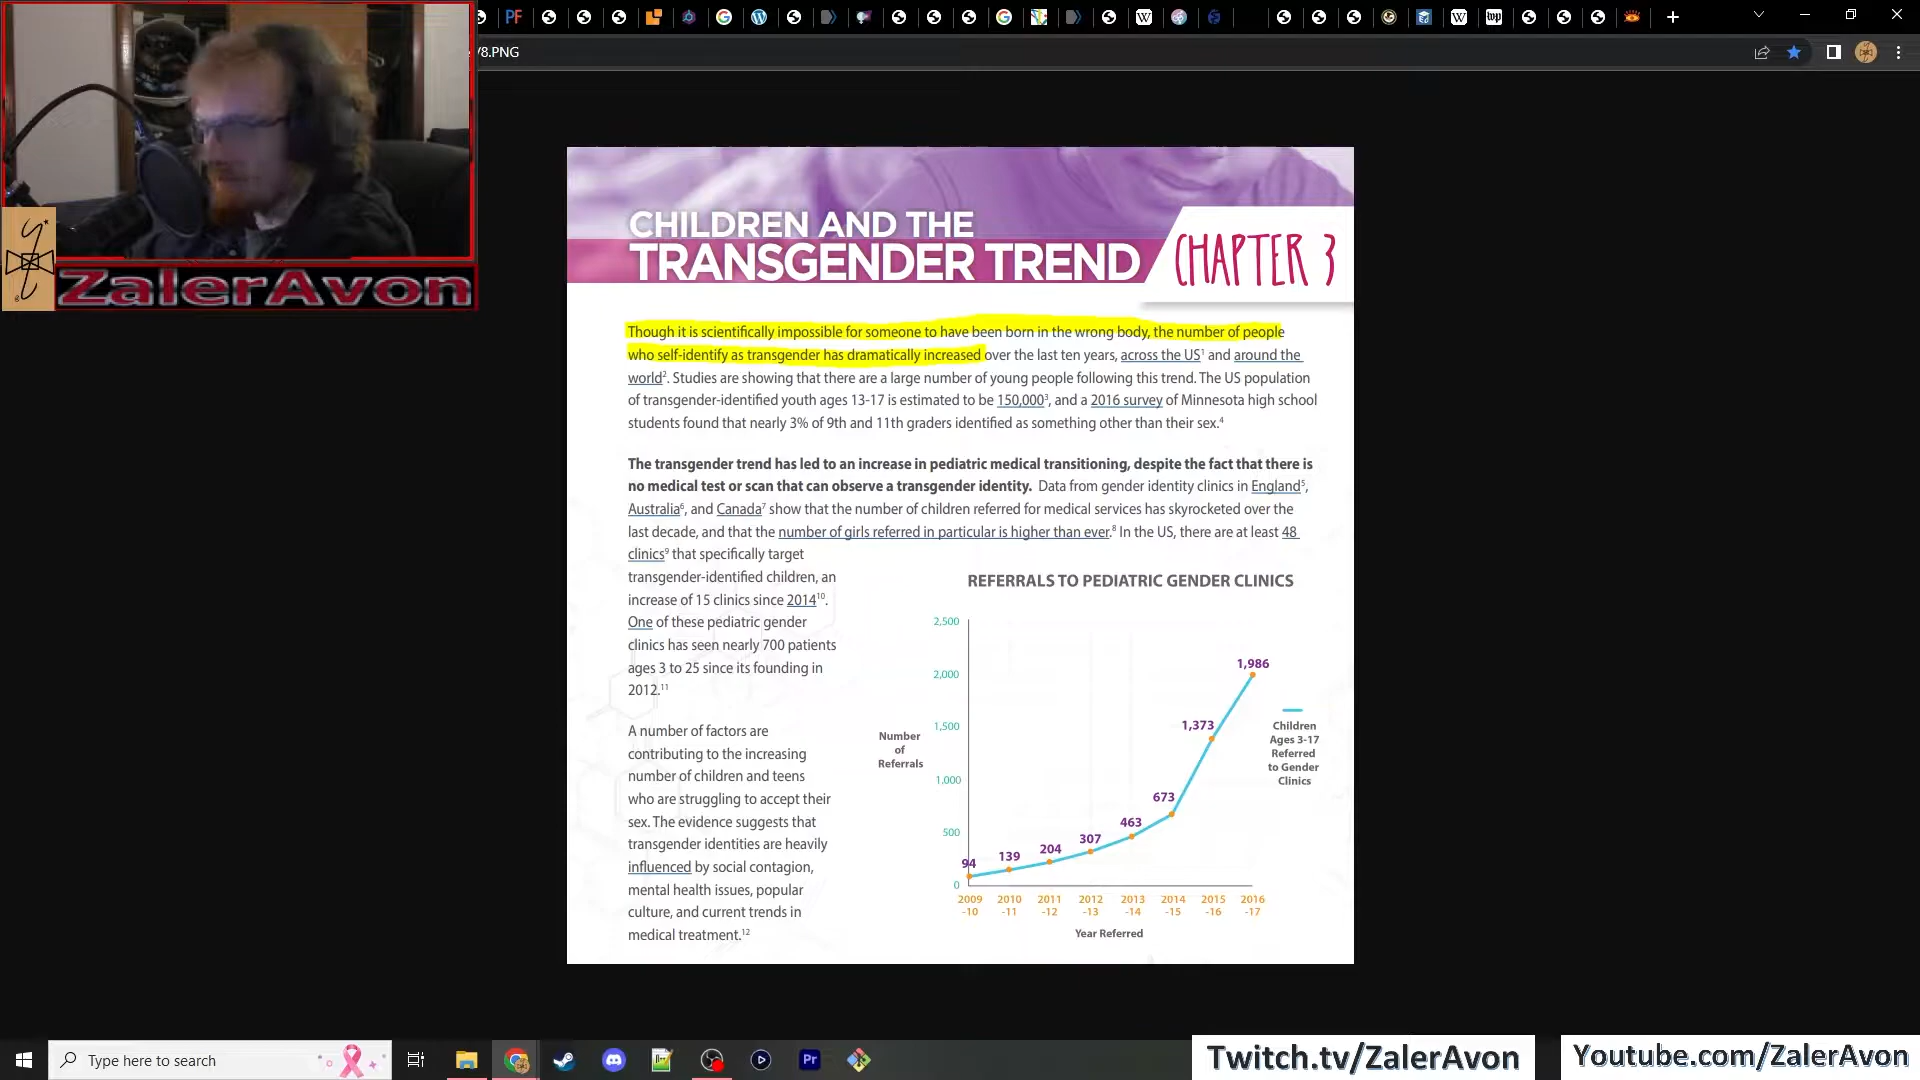 PF
/8.PNG
ZalerAvon
CHILDREN AND THE
TRANSGENDER TREND
CHAPTER 3
Though it is scientifically impossible for someone to have been born in the wrong body, the number of people
who self-identify as transgender has dramatically increased over the last ten years, across the US¹ and around the
world². Studies are showing that there are a large number of young people following this trend. The US population
of transgender-identified youth ages 13-17 is estimated to be 150,000³, and a 2016 survey of Minnesota high school
students found that nearly 3% of 9th and 11th graders identified as something other than their sex.⁴
The transgender trend has led to an increase in pediatric medical transitioning, despite the fact that there is
no medical test or scan that can observe a transgender identity. Data from gender identity clinics in England⁵,
Australia⁶, and Canada⁷ show that the number of children referred for medical services has skyrocketed over the
last decade, and that the number of girls referred in particular is higher than ever.⁸ In the US, there are at least 48
clinics⁹ that specifically target
transgender-identified children, an
increase of 15 clinics since 2014¹⁰.
One of these pediatric gender
clinics has seen nearly 700 patients
ages 3 to 25 since its founding in
2012.¹¹
A number of factors are
contributing to the increasing
number of children and teens
who are struggling to accept their
sex. The evidence suggests that
transgender identities are heavily
influenced by social contagion,
mental health issues, popular
culture, and current trends in
medical treatment.¹²
REFERRALS TO PEDIATRIC GENDER CLINICS
2,500
2,000
1,500
1,000
500
0
Number
of
Referrals
94
139
204
307
463
673
1,373
1,986
Children
Ages 3-17
Referred
to Gender
Clinics
2009 2010 2011 2012 2013 2014 2015 2016
-10 -11 -12 -13 -14 -15 -16 -17
Year Referred
Type here to search
Pr
Twitch.tv/ZalerAvon
Youtube.com/ZalerAvon